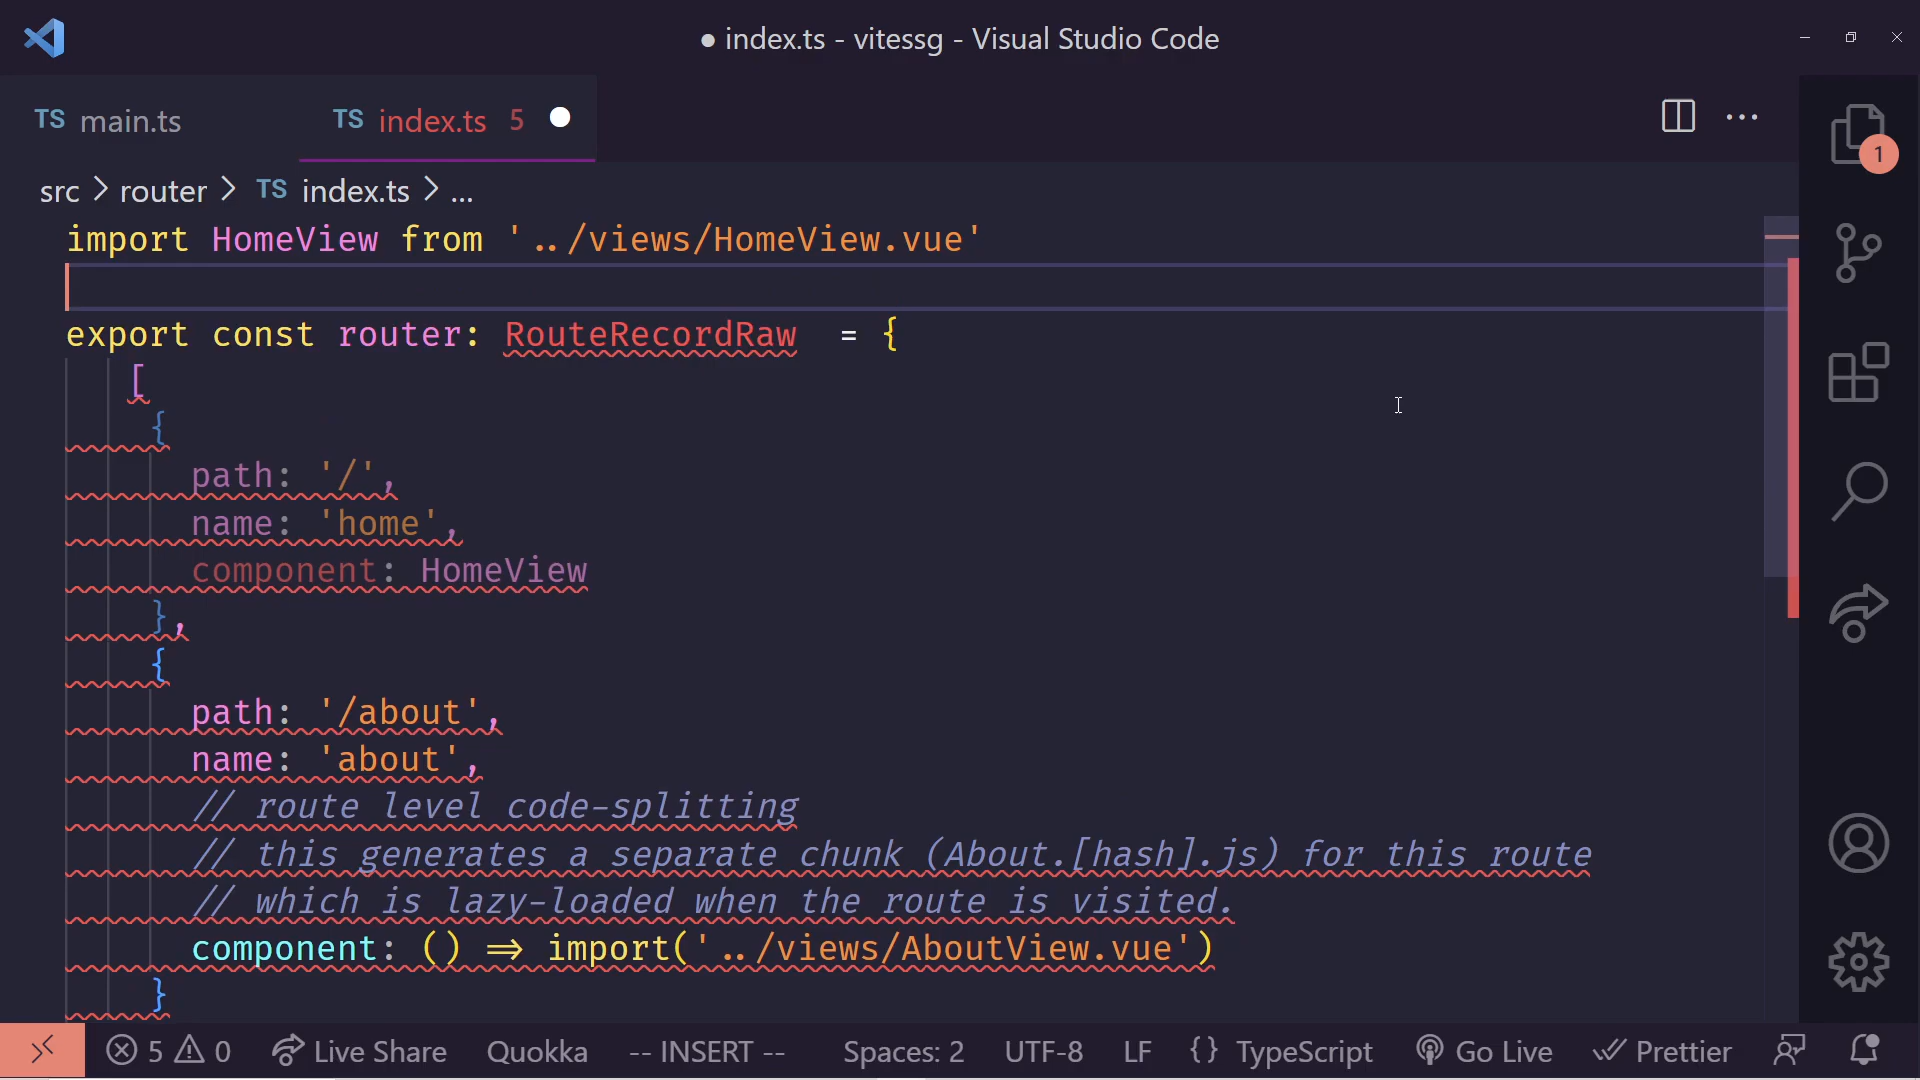 ● index.ts - vitessg - Visual Studio Code
TS main.ts
TS index.ts 5
src > router > TS index.ts > ...
1
import HomeView from '../views/HomeView.vue'
export const router: RouteRecordRaw = {
[
{
path: '/',
name: 'home',
component: HomeView
},
{
path: '/about',
name: 'about',
// route level code-splitting
// this generates a separate chunk (About.[hash].js) for this route
// which is lazy-loaded when the route is visited.
component: () => import('../views/AboutView.vue')
}
5 0 Live Share Quokka -- INSERT -- Spaces: 2 UTF-8 LF {} TypeScript Go Live Prettier